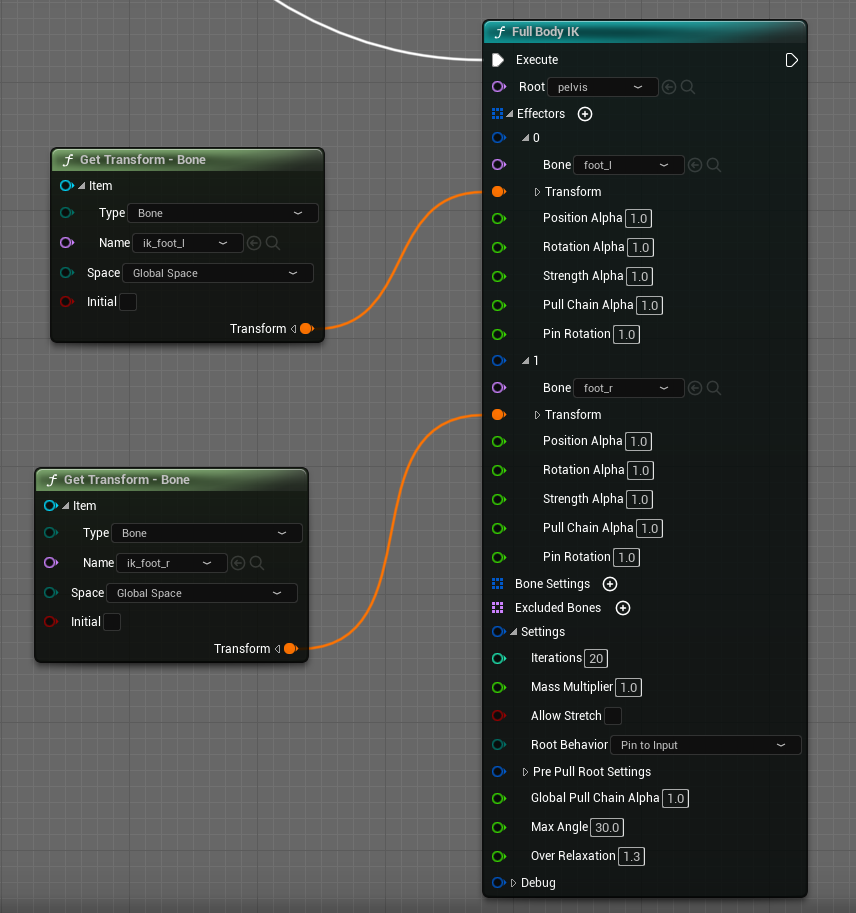 Full Body IK
Execute
Root pelvis
Effectors
0
Bone foot_l
Transform
Position Alpha 1.0
Rotation Alpha 1.0
Strength Alpha 1.0
Pull Chain Alpha 1.0
Pin Rotation 1.0
1
Bone foot_r
Transform
Position Alpha 1.0
Rotation Alpha 1.0
Strength Alpha 1.0
Pull Chain Alpha 1.0
Pin Rotation 1.0
Bone Settings
Excluded Bones
Settings
Iterations 20
Mass Multiplier 1.0
Allow Stretch
Root Behavior Pin to Input
Pre Pull Root Settings
Global Pull Chain Alpha 1.0
Max Angle 30.0
Over Relaxation 1.3
Debug
Get Transform - Bone
Item
Type Bone
Name ik_foot_l
Space Global Space
Initial
Transform
Get Transform - Bone
Item
Type Bone
Name ik_foot_r
Space Global Space
Initial
Transform